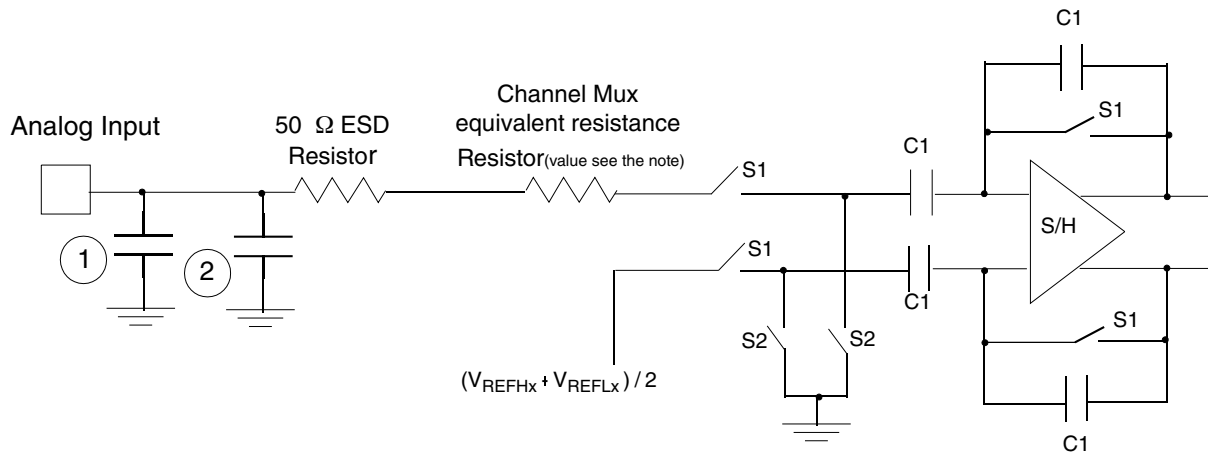 C1
Analog Input
50 Ω ESD
Resistor
Channel Mux
equivalent resistance
Resistor(value see the note)
S1
S1
C1
S/H
1
2
S1
C1
S2
S2
S1
(VREFHx + VREFLx) / 2
C1